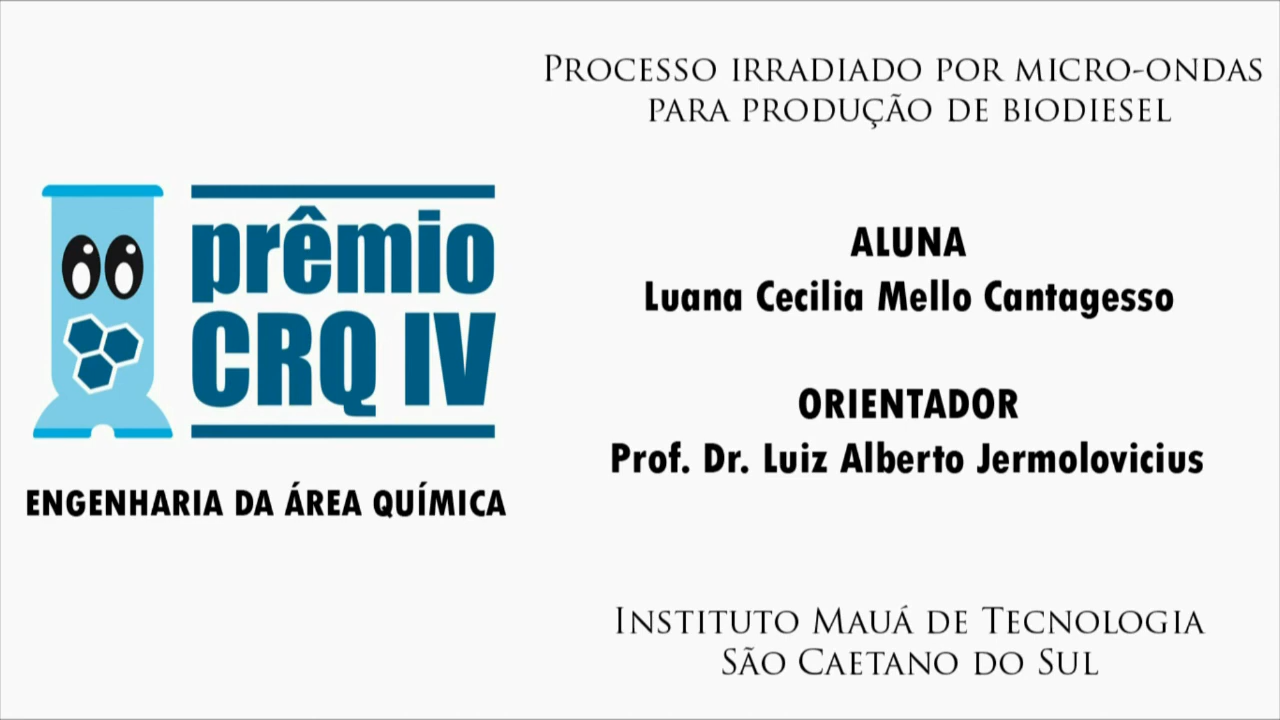 prêmio
CRQ IV
ENGENHARIA DA ÁREA QUÍMICA
PROCESSO IRRADIADO POR MICRO-ONDAS
PARA PRODUÇÃO DE BIODIESEL
ALUNA
Luana Cecilia Mello Cantagesso
ORIENTADOR
Prof. Dr. Luiz Alberto Jermolovicius
INSTITUTO MAUÁ DE TECNOLOGIA
SÃO CAETANO DO SUL